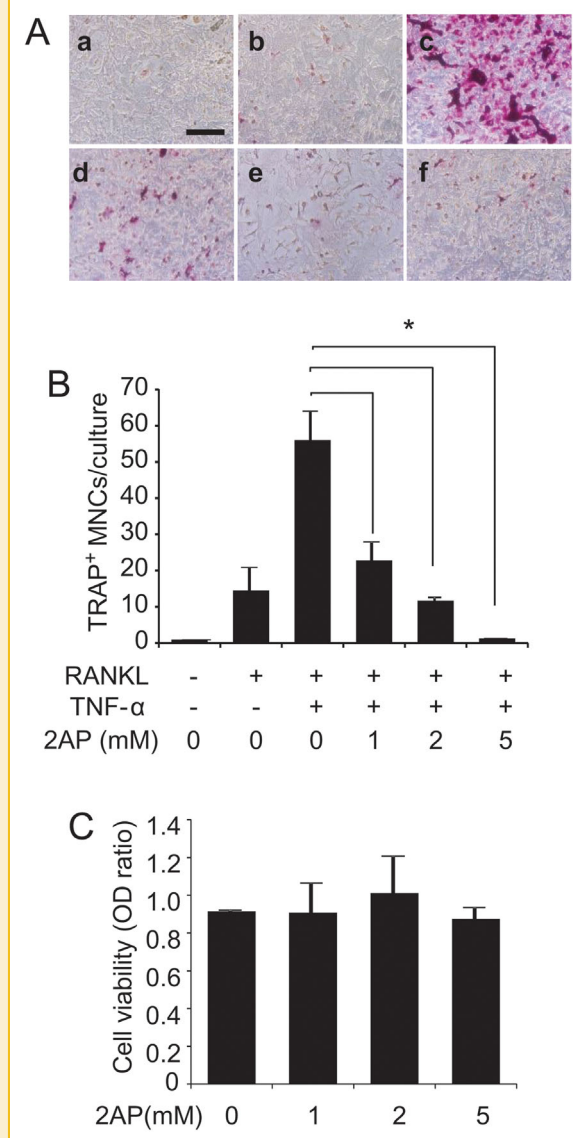 A
a
b
c
d
e
f
B
*
TRAP⁺ MNCs/culture
70
60
50
40
30
20
10
0
RANKL - + + + + +
TNF-α - - + + + +
2AP (mM) 0 0 0 1 2 5
C
Cell viability (OD ratio)
1.4
1.2
1.0
0.8
0.6
0.4
0.2
0
2AP(mM) 0 1 2 5